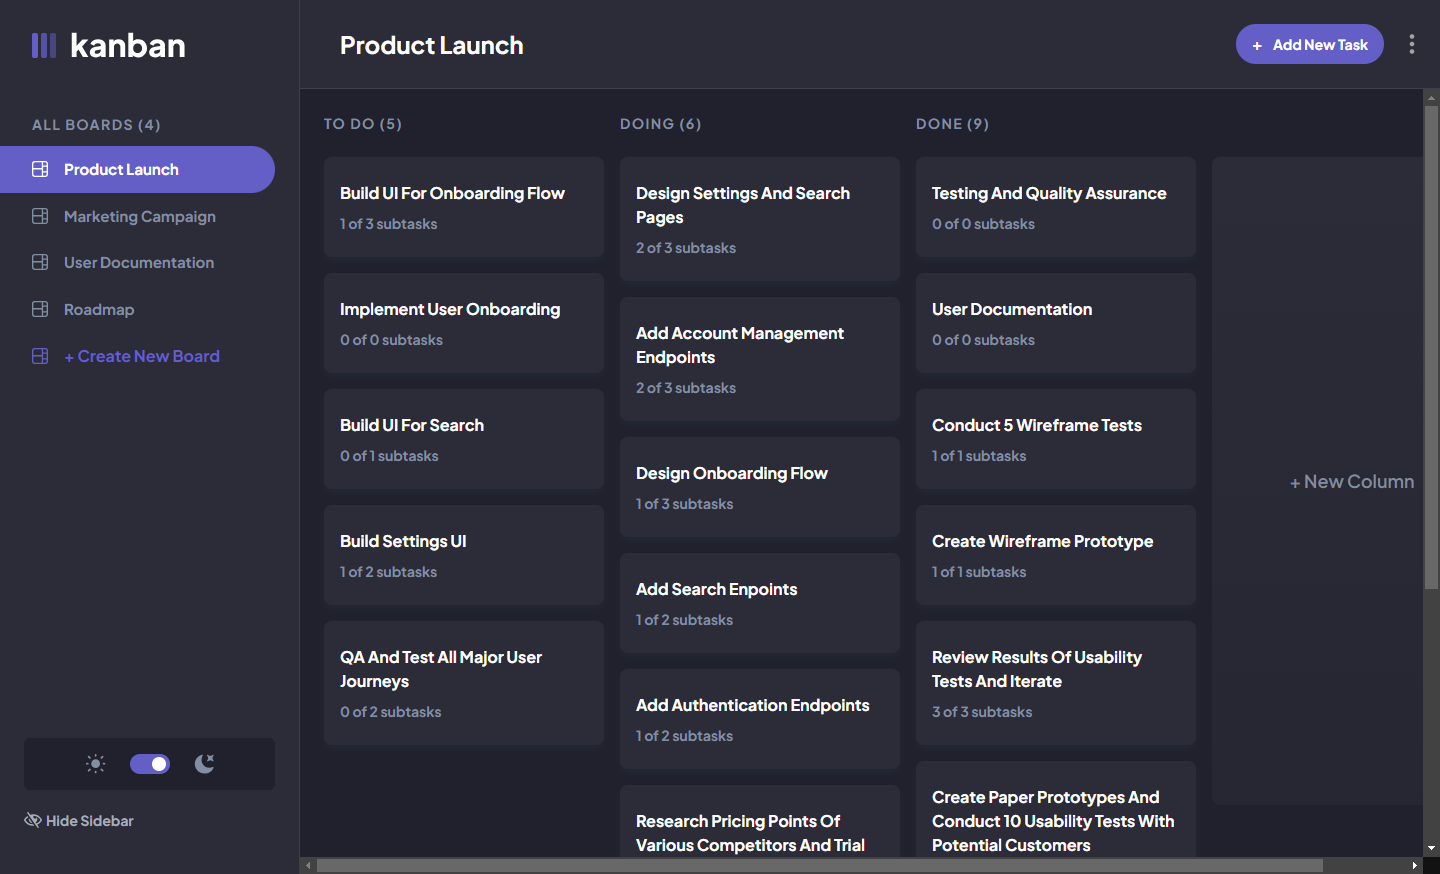 kanban
ALL BOARDS (4)
Product Launch
Marketing Campaign
User Documentation
Roadmap
+ Create New Board
Hide Sidebar
Product Launch
+ Add New Task
TO DO (5)
Build UI For Onboarding Flow
1 of 3 subtasks
Implement User Onboarding
0 of 0 subtasks
Build UI For Search
0 of 1 subtasks
Build Settings UI
1 of 2 subtasks
QA And Test All Major User
Journeys
0 of 2 subtasks
DOING (6)
Design Settings And Search
Pages
2 of 3 subtasks
Add Account Management
Endpoints
2 of 3 subtasks
Design Onboarding Flow
1 of 3 subtasks
Add Search Enpoints
1 of 2 subtasks
Add Authentication Endpoints
1 of 2 subtasks
Research Pricing Points Of
Various Competitors And Trial
DONE (9)
Testing And Quality Assurance
0 of 0 subtasks
User Documentation
0 of 0 subtasks
Conduct 5 Wireframe Tests
1 of 1 subtasks
Create Wireframe Prototype
1 of 1 subtasks
Review Results Of Usability
Tests And Iterate
3 of 3 subtasks
Create Paper Prototypes And
Conduct 10 Usability Tests With
Potential Customers
+ New Column